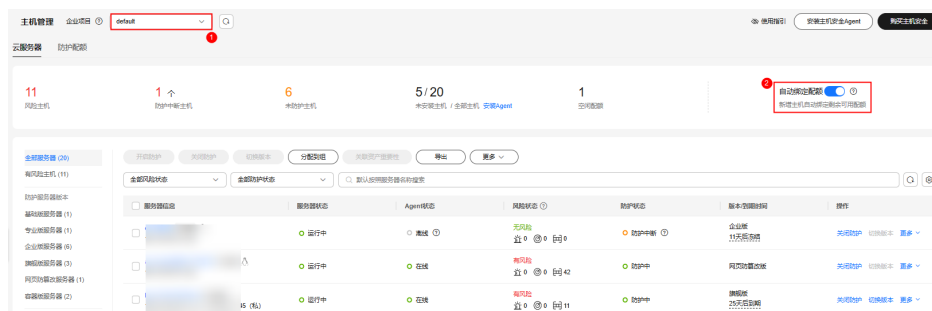 主机管理 企业项目 default 使用指引 安装主机安全Agent 购买主机安全
1
云服务器 防护配额
11 1 个 6 5/20 1 2 自动绑定配额
风险主机 防护中断主机 未防护主机 未安装主机 / 全部主机 安装Agent 空闲配额 新增主机自动绑定剩余可用配额
全部服务器 (20) 开启防护 关闭防护 切换版本 分配到组 关联资产重要性 导出 更多
有风险主机 (11) 全部风险状态 全部防护状态 默认按照服务器名称搜索
防护服务器版本 服务器信息 服务器状态 Agent状态 风险状态 防护状态 版本/到期时间 操作
基础版服务器 (1)
专业版服务器 (1)
企业版服务器 (6)
旗舰版服务器 (3)
网页防篡改服务器 (1)
容器版服务器 (2)
运行中 离线 无风险 0 0 0 防护中断 企业版 11天后冻结 关闭防护 切换版本 更多
运行中 在线 有风险 0 0 42 防护中 网页防篡改版 关闭防护 切换版本 更多
(私) 运行中 在线 有风险 0 0 11 防护中 旗舰版 25天后到期 关闭防护 切换版本 更多